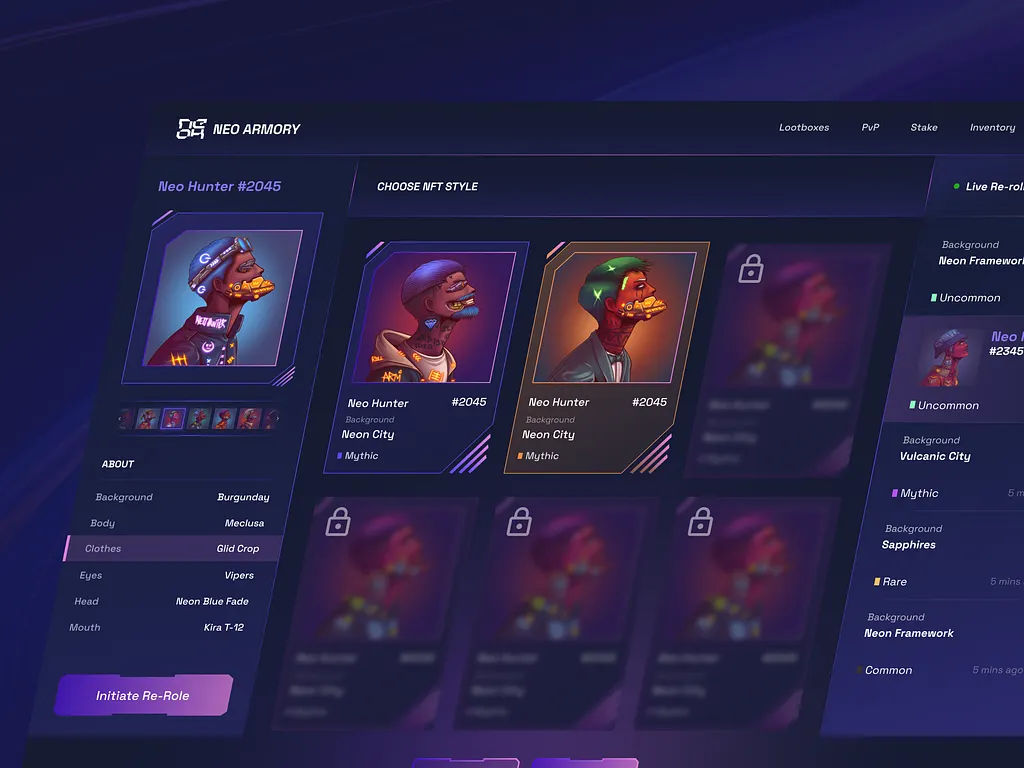 NEO ARMORY
Lootboxes PvP Stake Inventory
Neo Hunter #2045
CHOOSE NFT STYLE
Live Re-rol
NEO HUNTER
Neo Hunter #2045
Background
Neon City
Mythic
Neo Hunter #2045
Background
Neon City
Mythic
ABOUT
Background Burgunday
Body Meclusa
Clothes Glid Crop
Eyes Vipers
Head Neon Blue Fade
Mouth Kira T-12
Initiate Re-Role
Background
Neon Framework
Uncommon
Neo
#2345
Uncommon
Background
Vulcanic City
Mythic 5 m
Background
Sapphires
Rare 5 mins
Background
Neon Framework
Common 5 mins ago